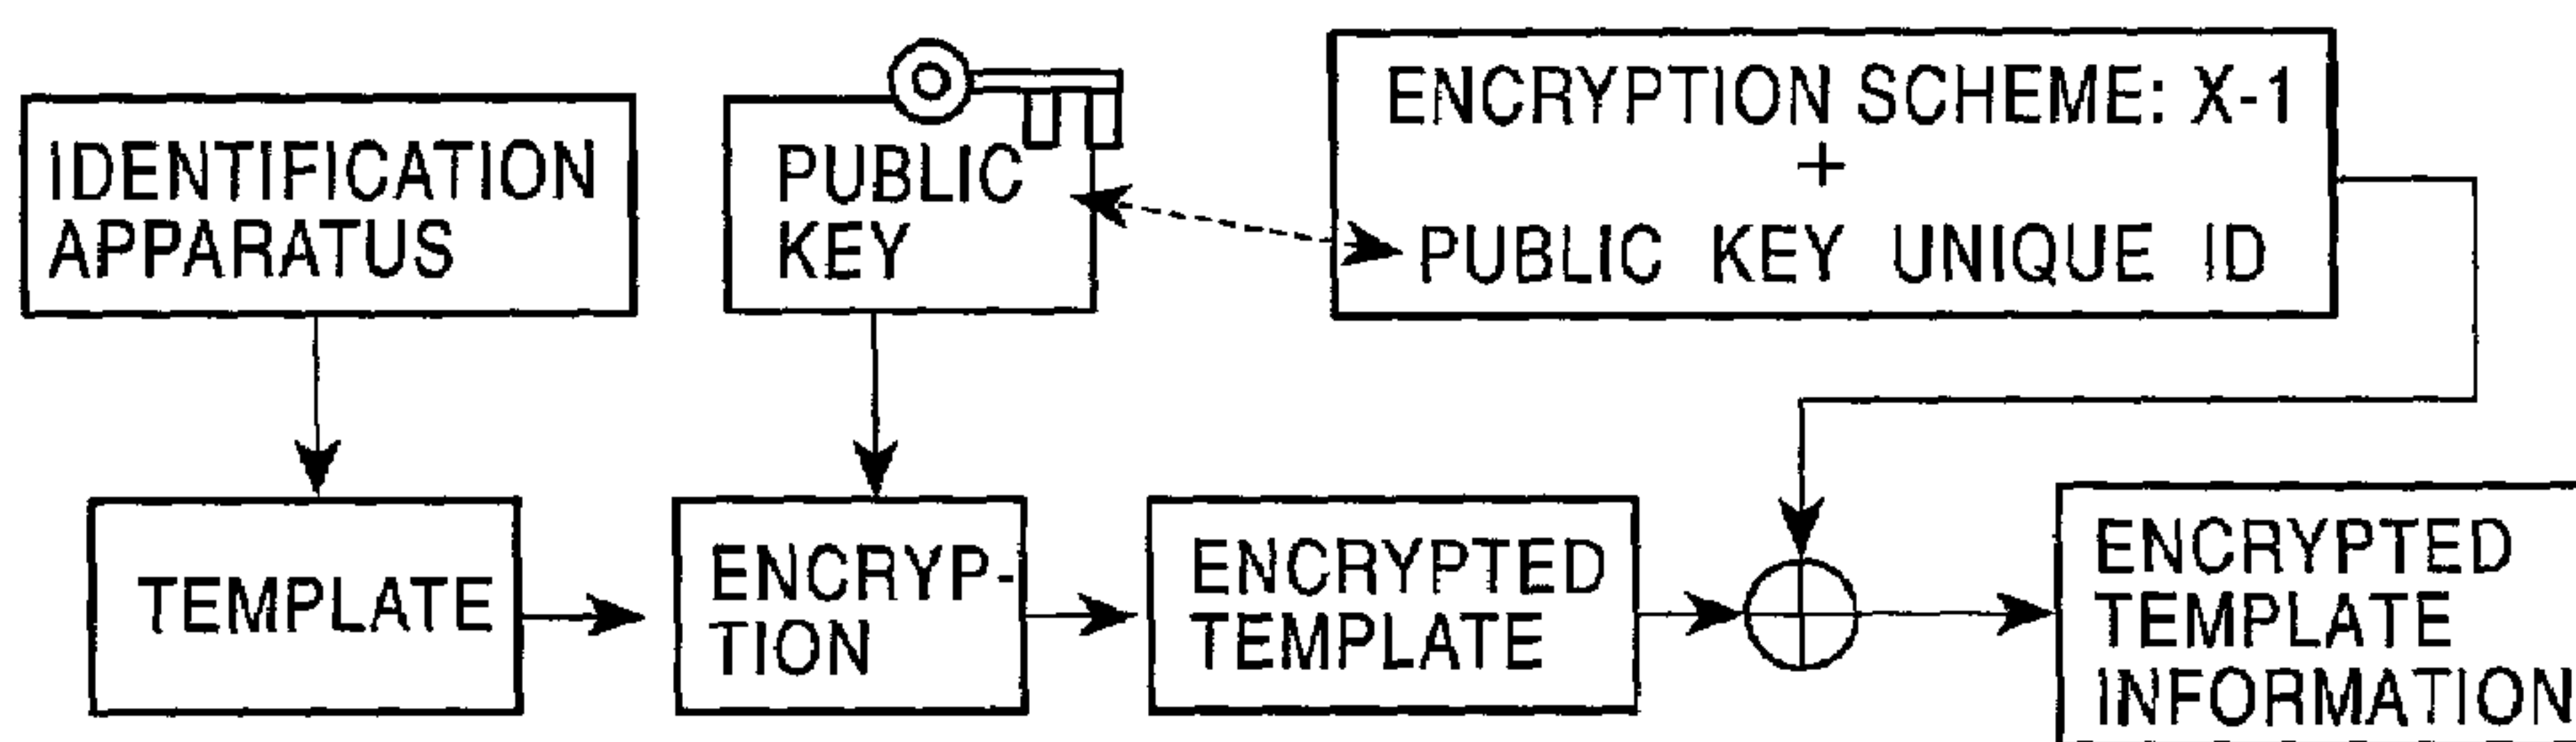 IDENTIFICATION
APPARATUS
PUBLIC
KEY
ENCRYPTION SCHEME: X-1
+
PUBLIC KEY UNIQUE ID
TEMPLATE
ENCRYP-
TION
ENCRYPTED
TEMPLATE
ENCRYPTED
TEMPLATE
INFORMATION